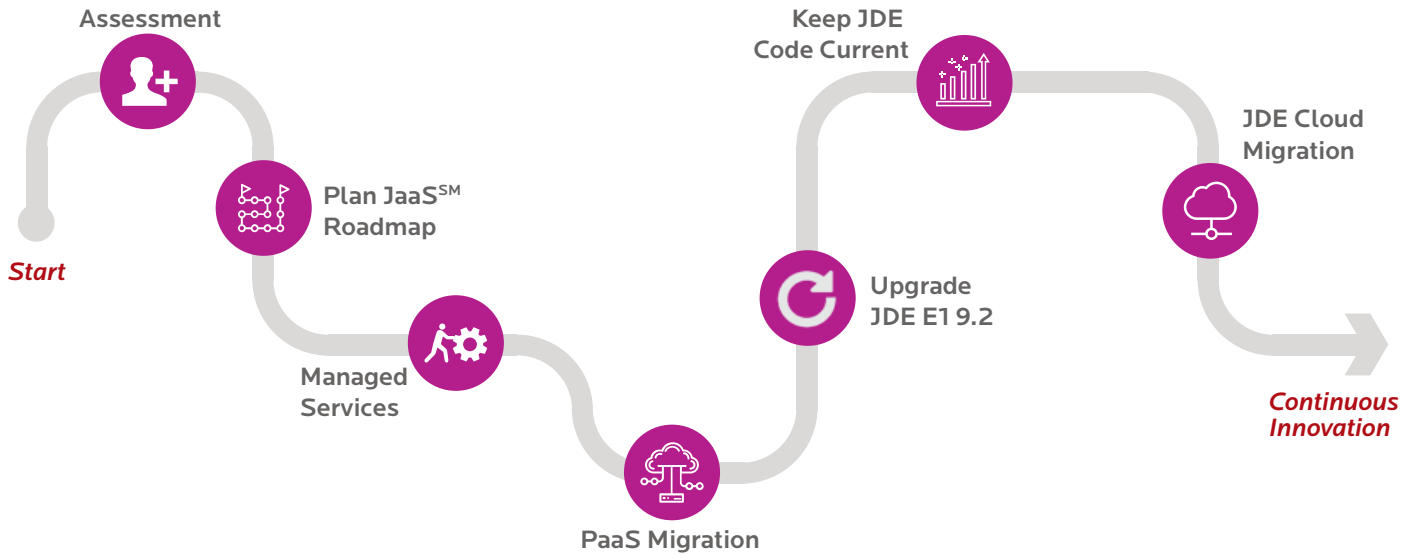 Assessment
Plan JaaS℠
Roadmap
Managed
Services
PaaS Migration
Upgrade
JDE E1 9.2
Keep JDE
Code Current
JDE Cloud
Migration
Start
Continuous
Innovation